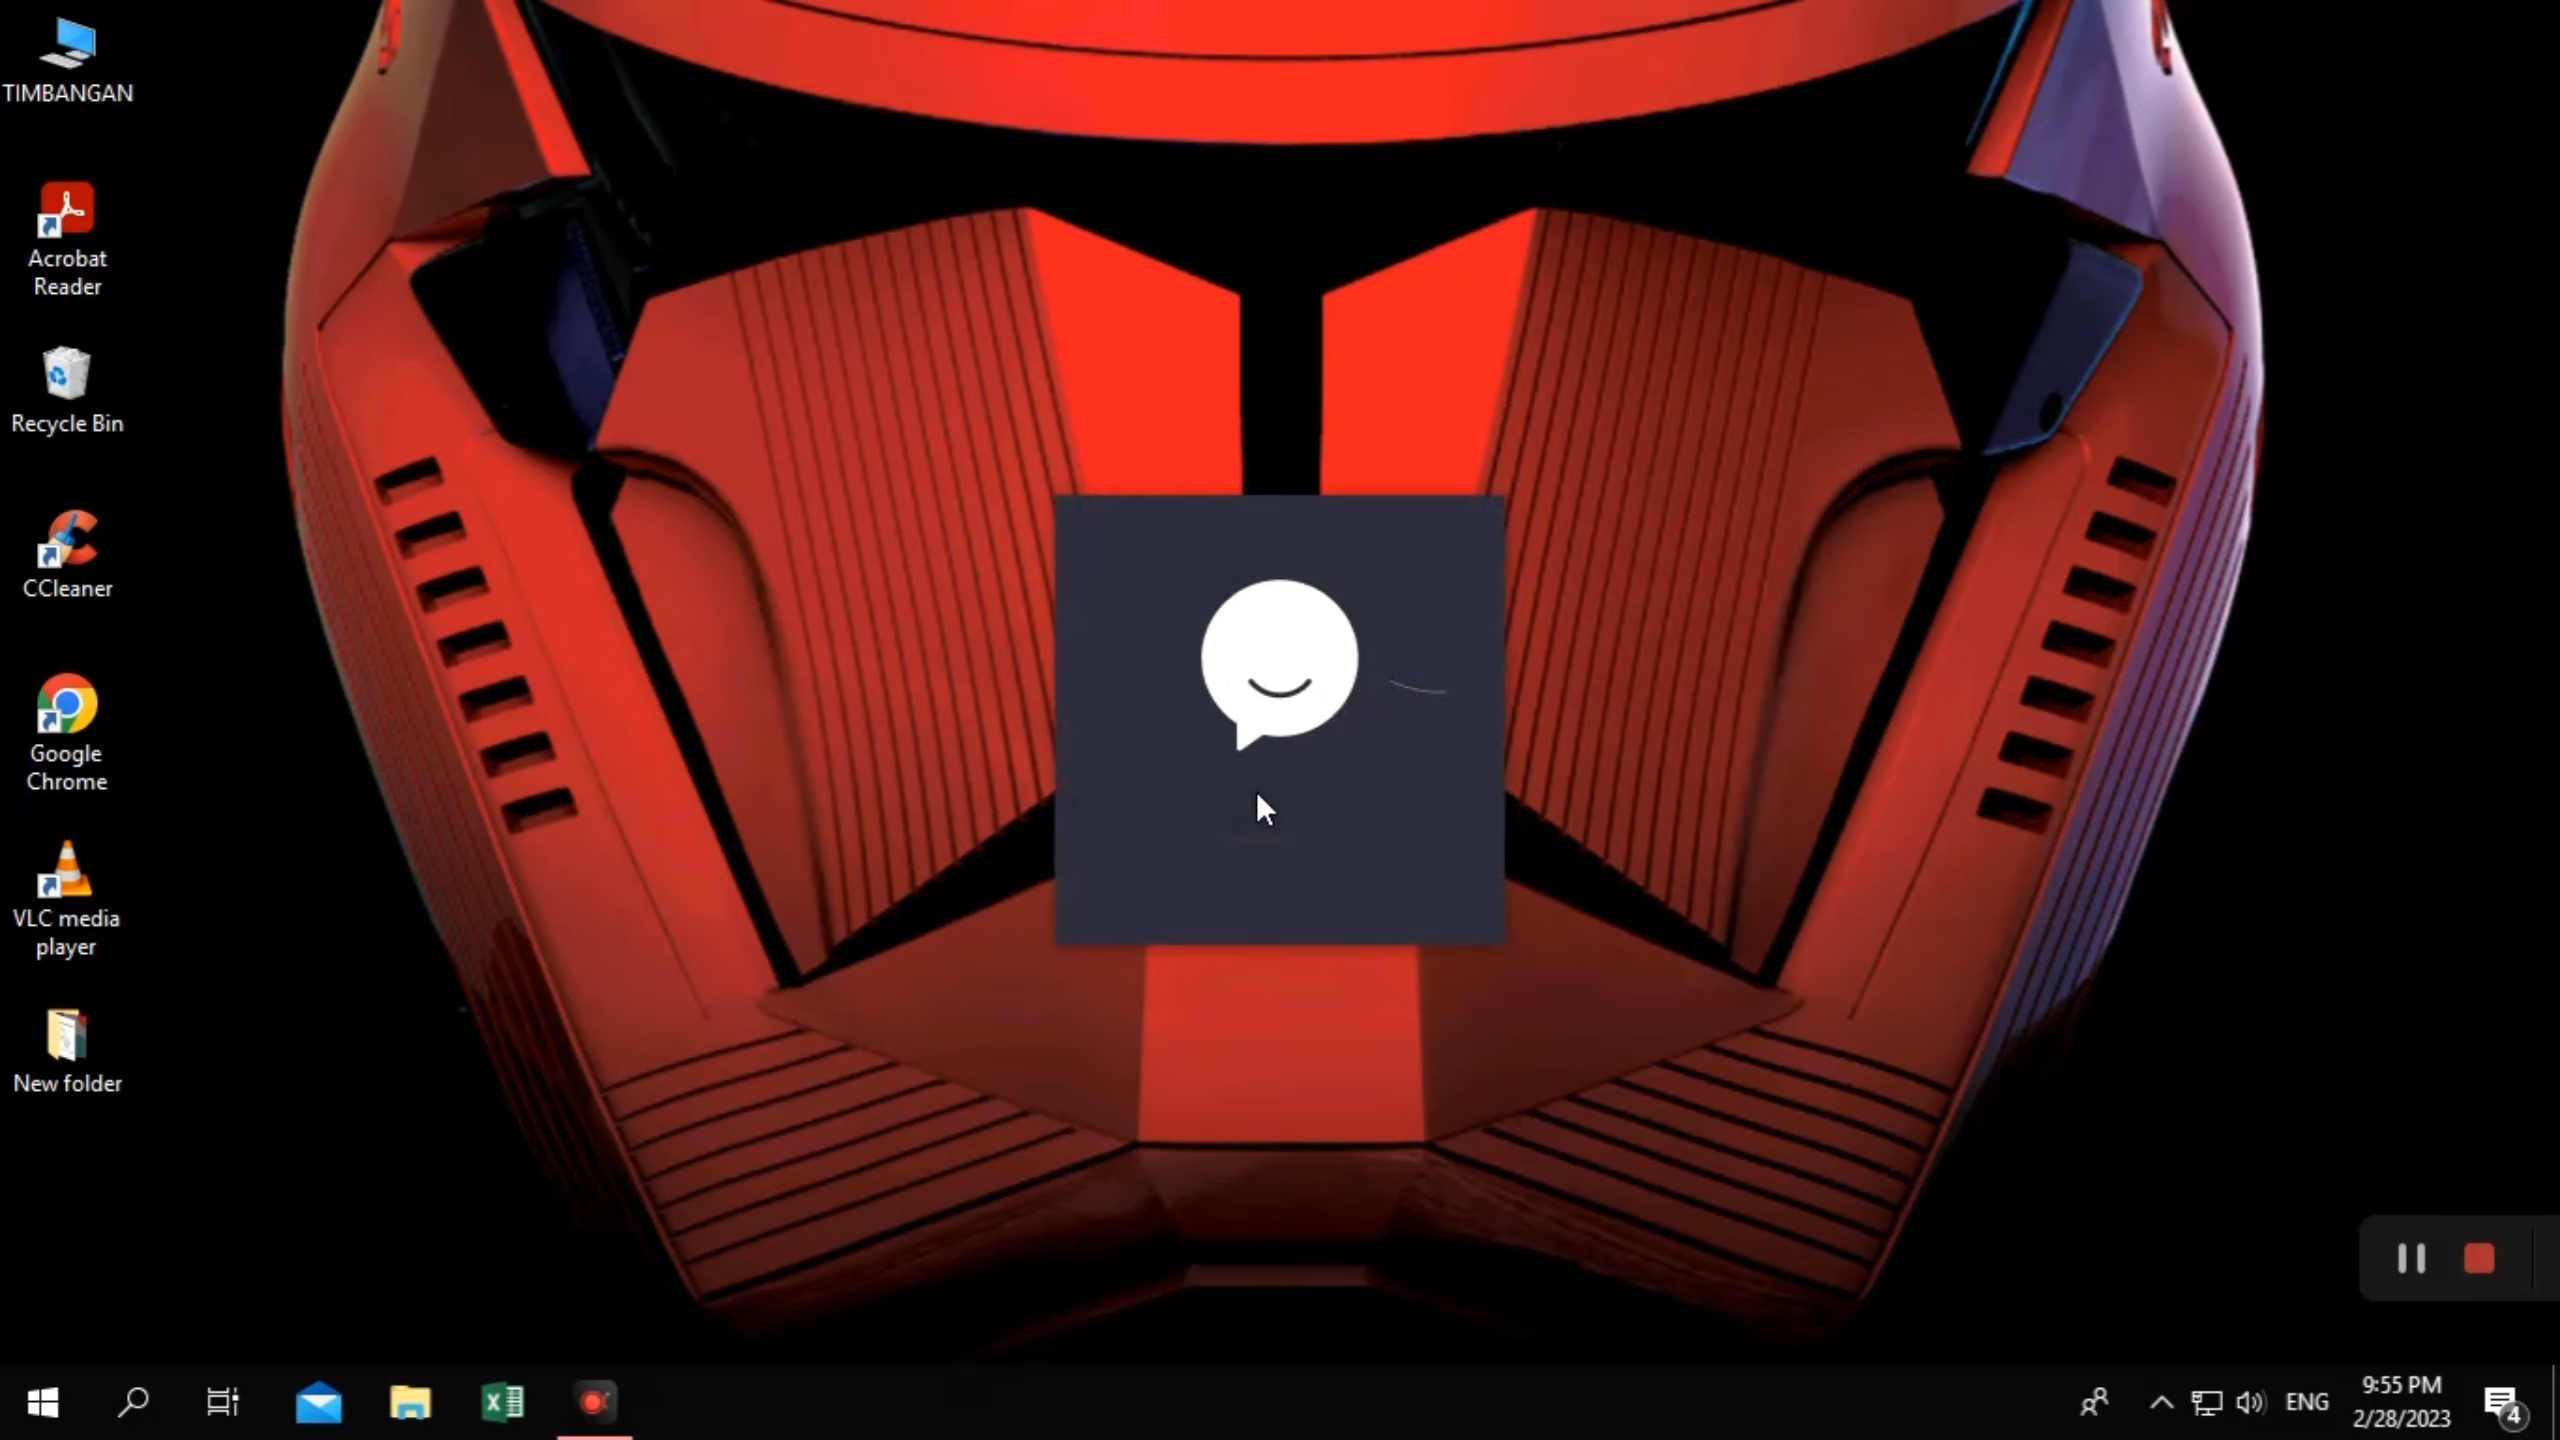 TIMBANGAN
Acrobat
Reader
Recycle Bin
CCleaner
Google
Chrome
VLC media
player
New folder
ENG
9:55 PM
2/28/2023
4